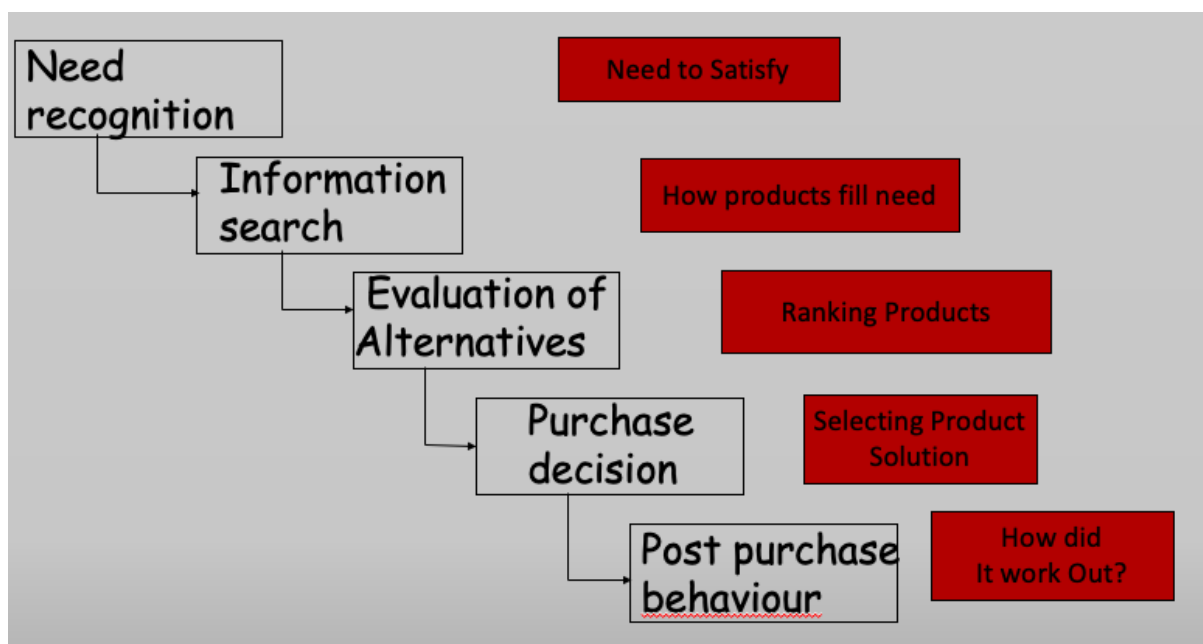 Need
recognition
Need to Satisfy
Information
search
How products fill need
Evaluation of
Alternatives
Ranking Products
Purchase
decision
Selecting Product
Solution
Post purchase
behaviour
How did
It work Out?